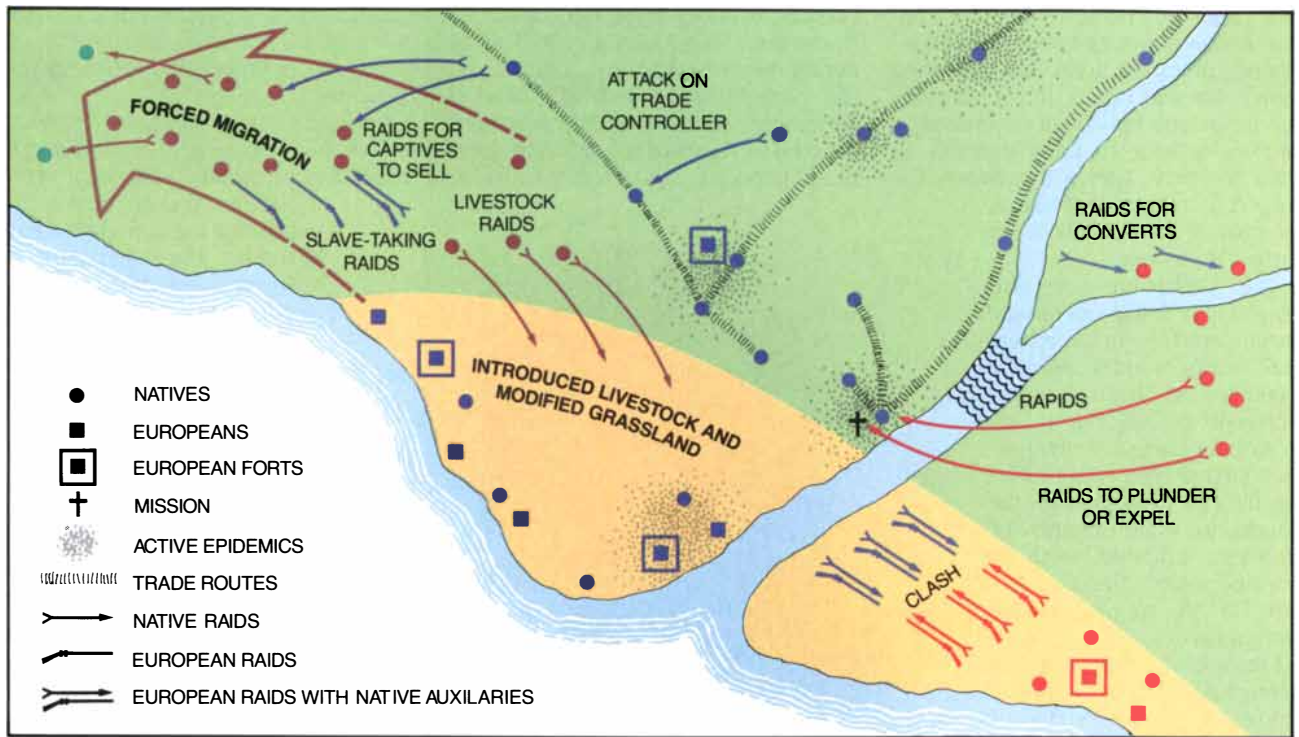 ATTACK ON
TRADE
CONTROLLER
FORCED MIGRATION
RAIDS FOR
CAPTIVES
TO SELL
LIVESTOCK
RAIDS
SLAVE-TAKING
RAIDS
RAIDS FOR
CONVERTS
INTRODUCED LIVESTOCK AND
MODIFIED GRASSLAND
RAPIDS
RAIDS TO PLUNDER
OR EXPEL
CLASH
NATIVES
EUROPEANS
EUROPEAN FORTS
MISSION
ACTIVE EPIDEMICS
TRADE ROUTES
NATIVE RAIDS
EUROPEAN RAIDS
EUROPEAN RAIDS WITH NATIVE AUXILARIES